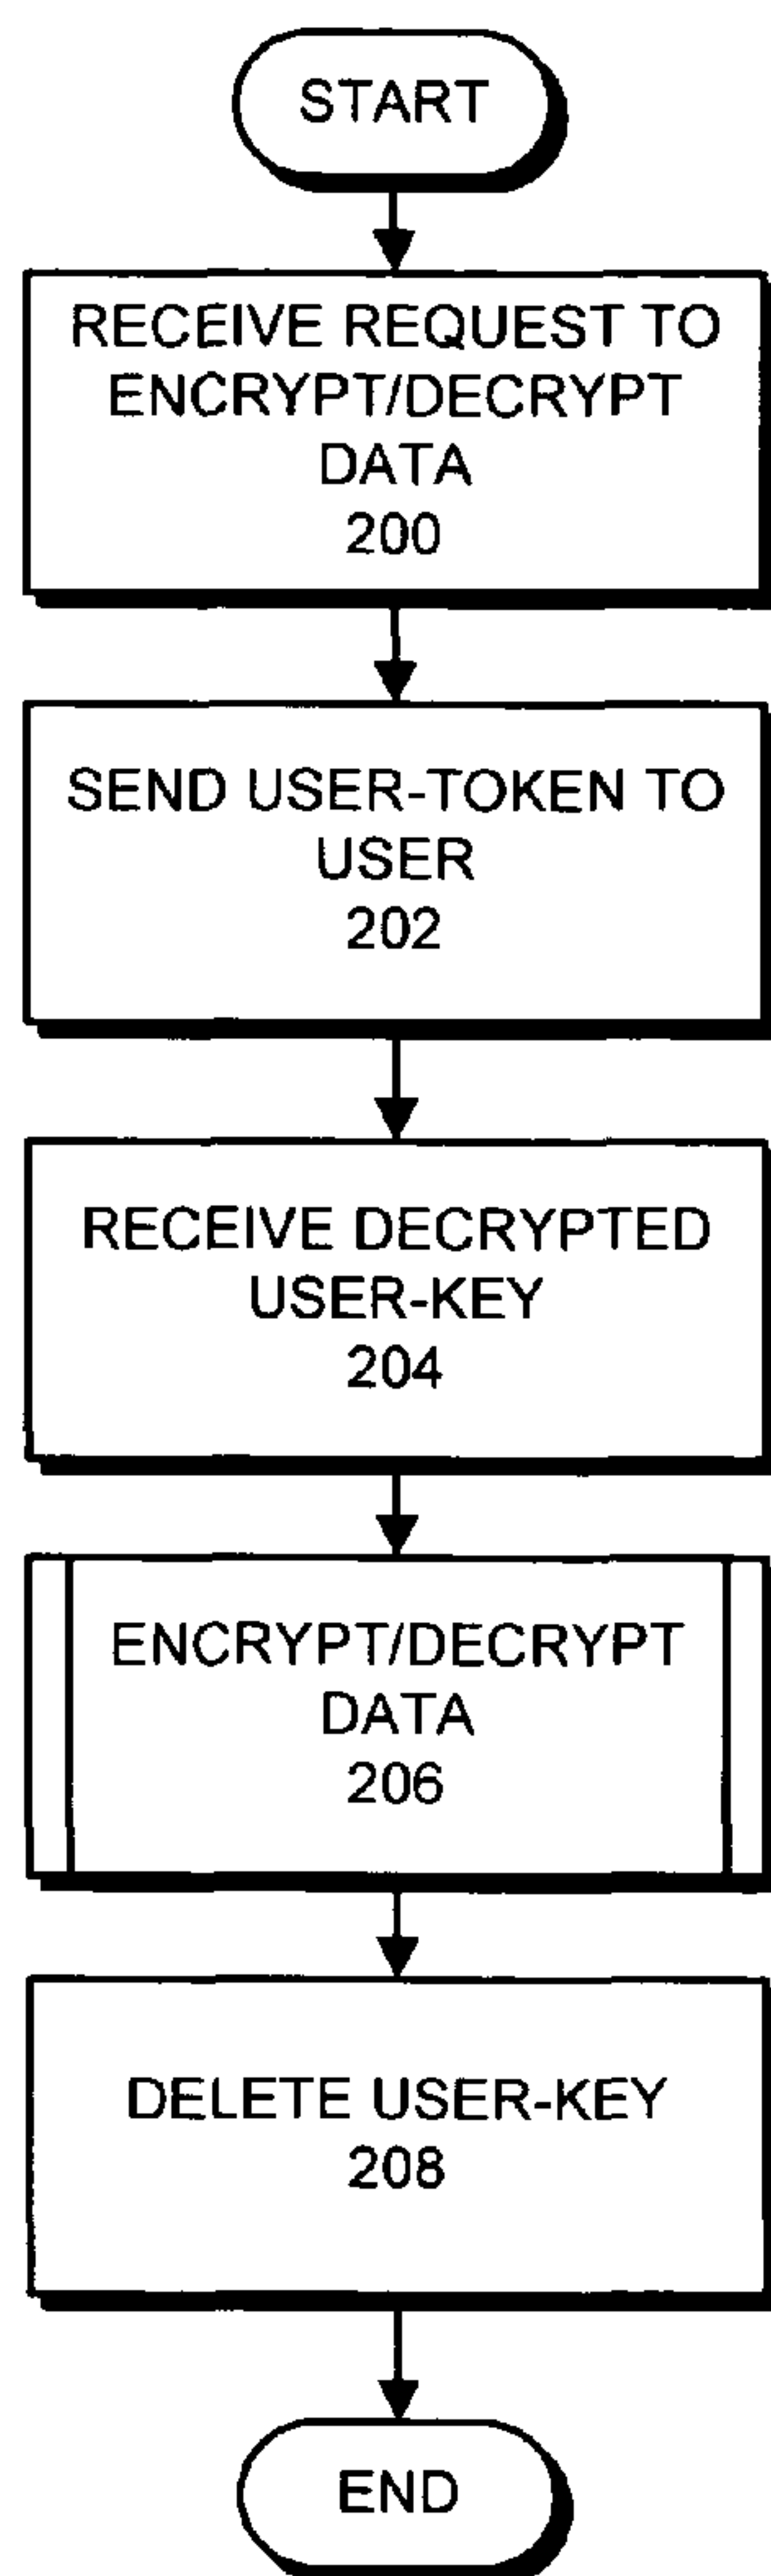 START
RECEIVE REQUEST TO
ENCRYPT/DECRYPT
DATA
200
SEND USER-TOKEN TO
USER
202
RECEIVE DECRYPTED
USER-KEY
204
ENCRYPT/DECRYPT
DATA
206
DELETE USER-KEY
208
END